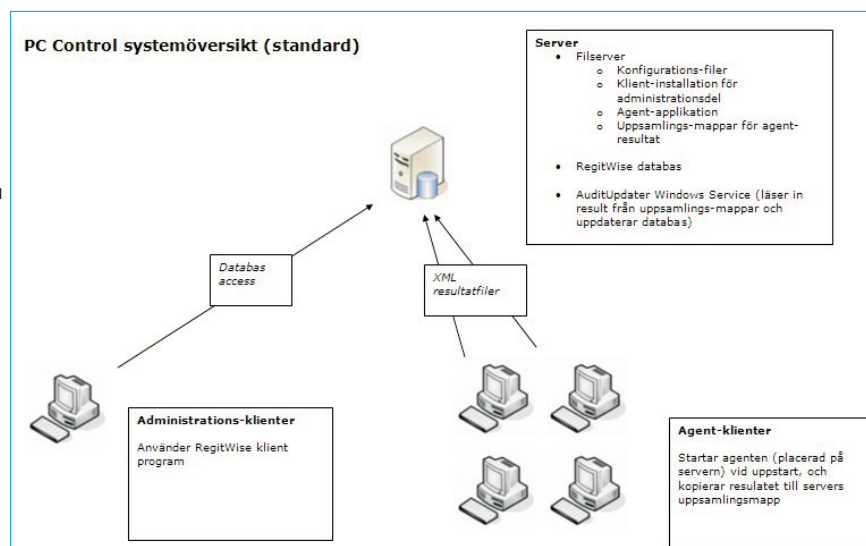 PC Control systemöversikt (standard)
Server
• Filserver
o Konfigurations-filer
o Klient-installation för
administrationsdel
o Agent-applikation
o Uppsamlings-mappar för agent-
resultat
• RegitWise databas
• AuditUpdater Windows Service (läser in
result från uppsamlings-mappar och
uppdaterar databas)
Databas
access
XML
resultatfiler
Administrations-klienter
Använder RegitWise klient
program
Agent-klienter
Startar agenten (placerad på
servern) vid uppstart, och
kopierar resulatet till servers
uppsamlingsmapp